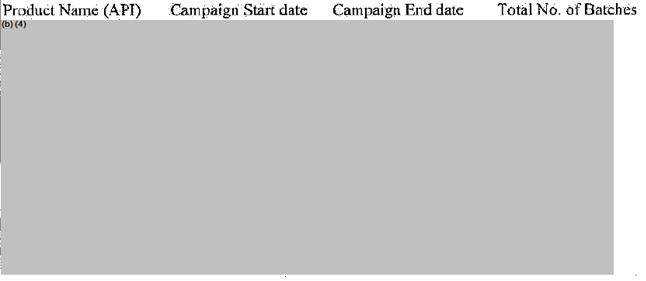 Product Name (API) Campaign Start date Campaign End date Total No. of Batches
(b) (4)